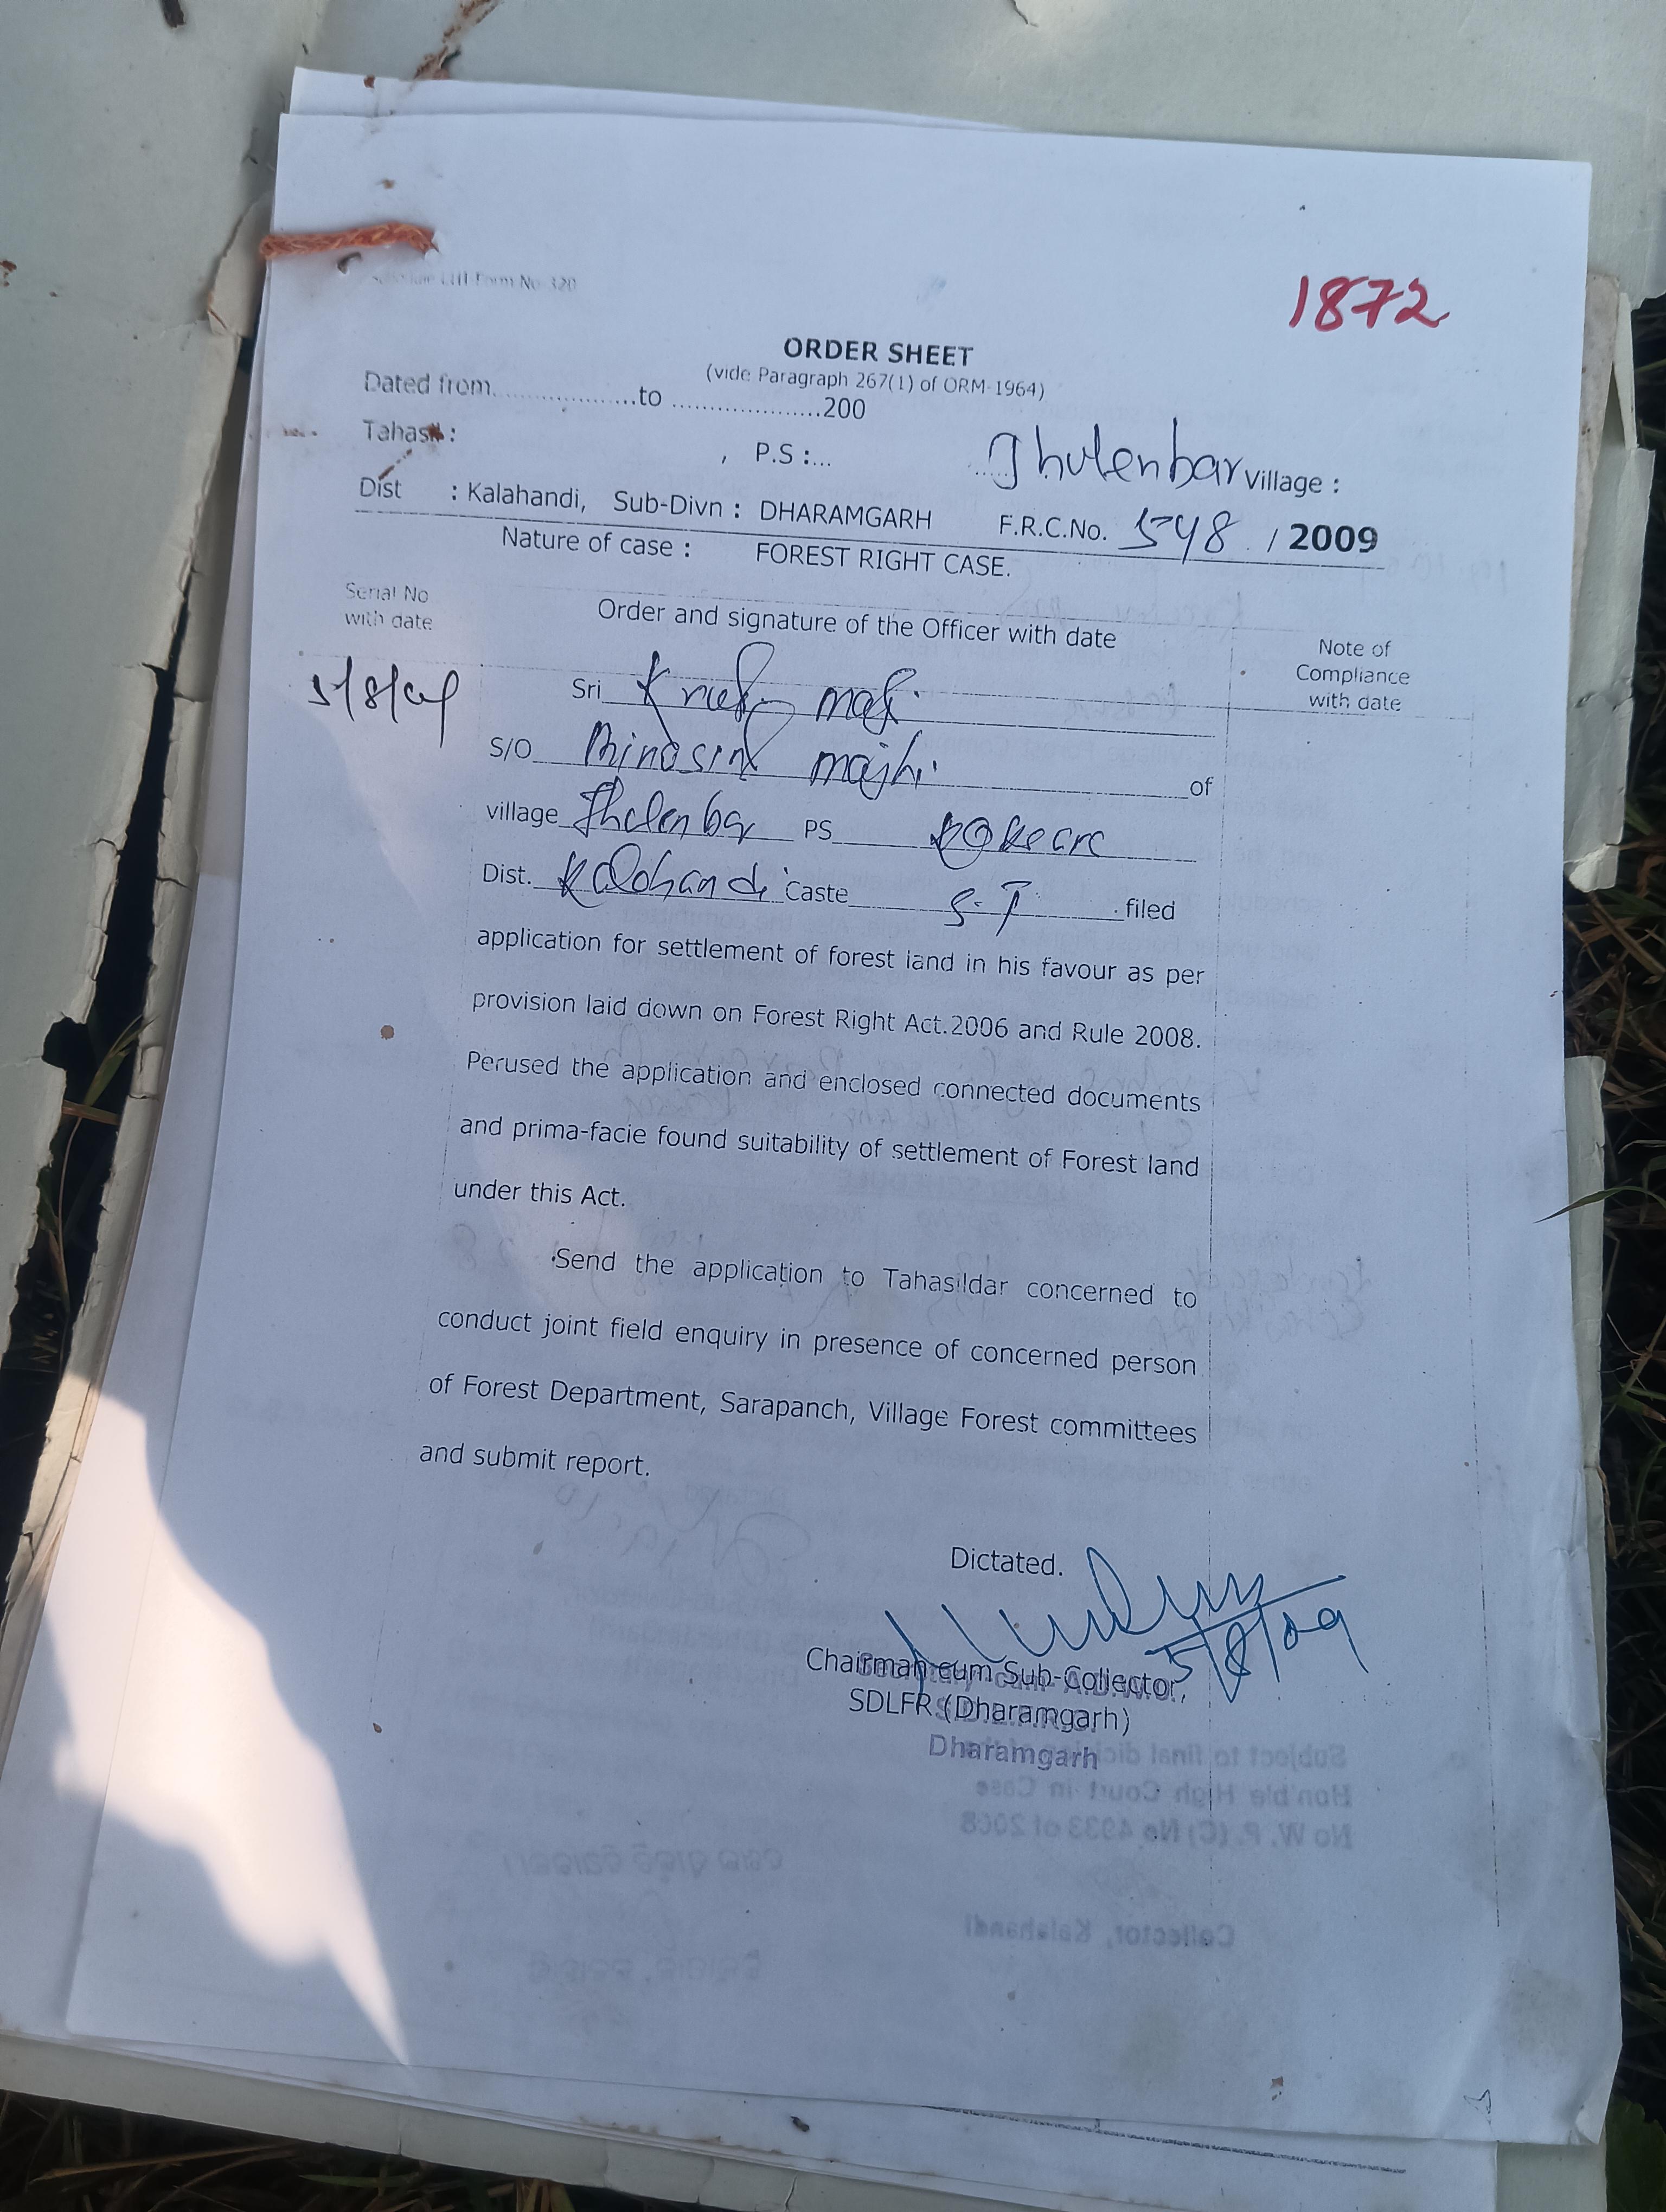 Form No. 320
1872
ORDER SHEET
(vide Paragraph 267(1) of ORM-1964)
Dated from....................to ....................200
Tahasil :
, P.S :... Jhulenbar Village :
Dist : Kalahandi, Sub-Divn : DHARAMGARH F.R.C.No. 548 / 2009
Nature of case : FOREST RIGHT CASE.
Serial No with date
Order and signature of the Officer with date
Note of Compliance with date
5/8/09
Sri
S/O majhi of
village PS
Dist. Kalahandi Caste S.T filed
application for settlement of forest land in his favour as per
provision laid down on Forest Right Act.2006 and Rule 2008.
Perused the application and enclosed connected documents
and prima-facie found suitability of settlement of Forest land
under this Act.
Send the application to Tahasildar concerned to
conduct joint field enquiry in presence of concerned person
of Forest Department, Sarapanch, Village Forest committees
and submit report.
Dictated.
5/8/09
Chairman cum Sub-Collector,
SDLFR (Dharamgarh)
Dharamgarh